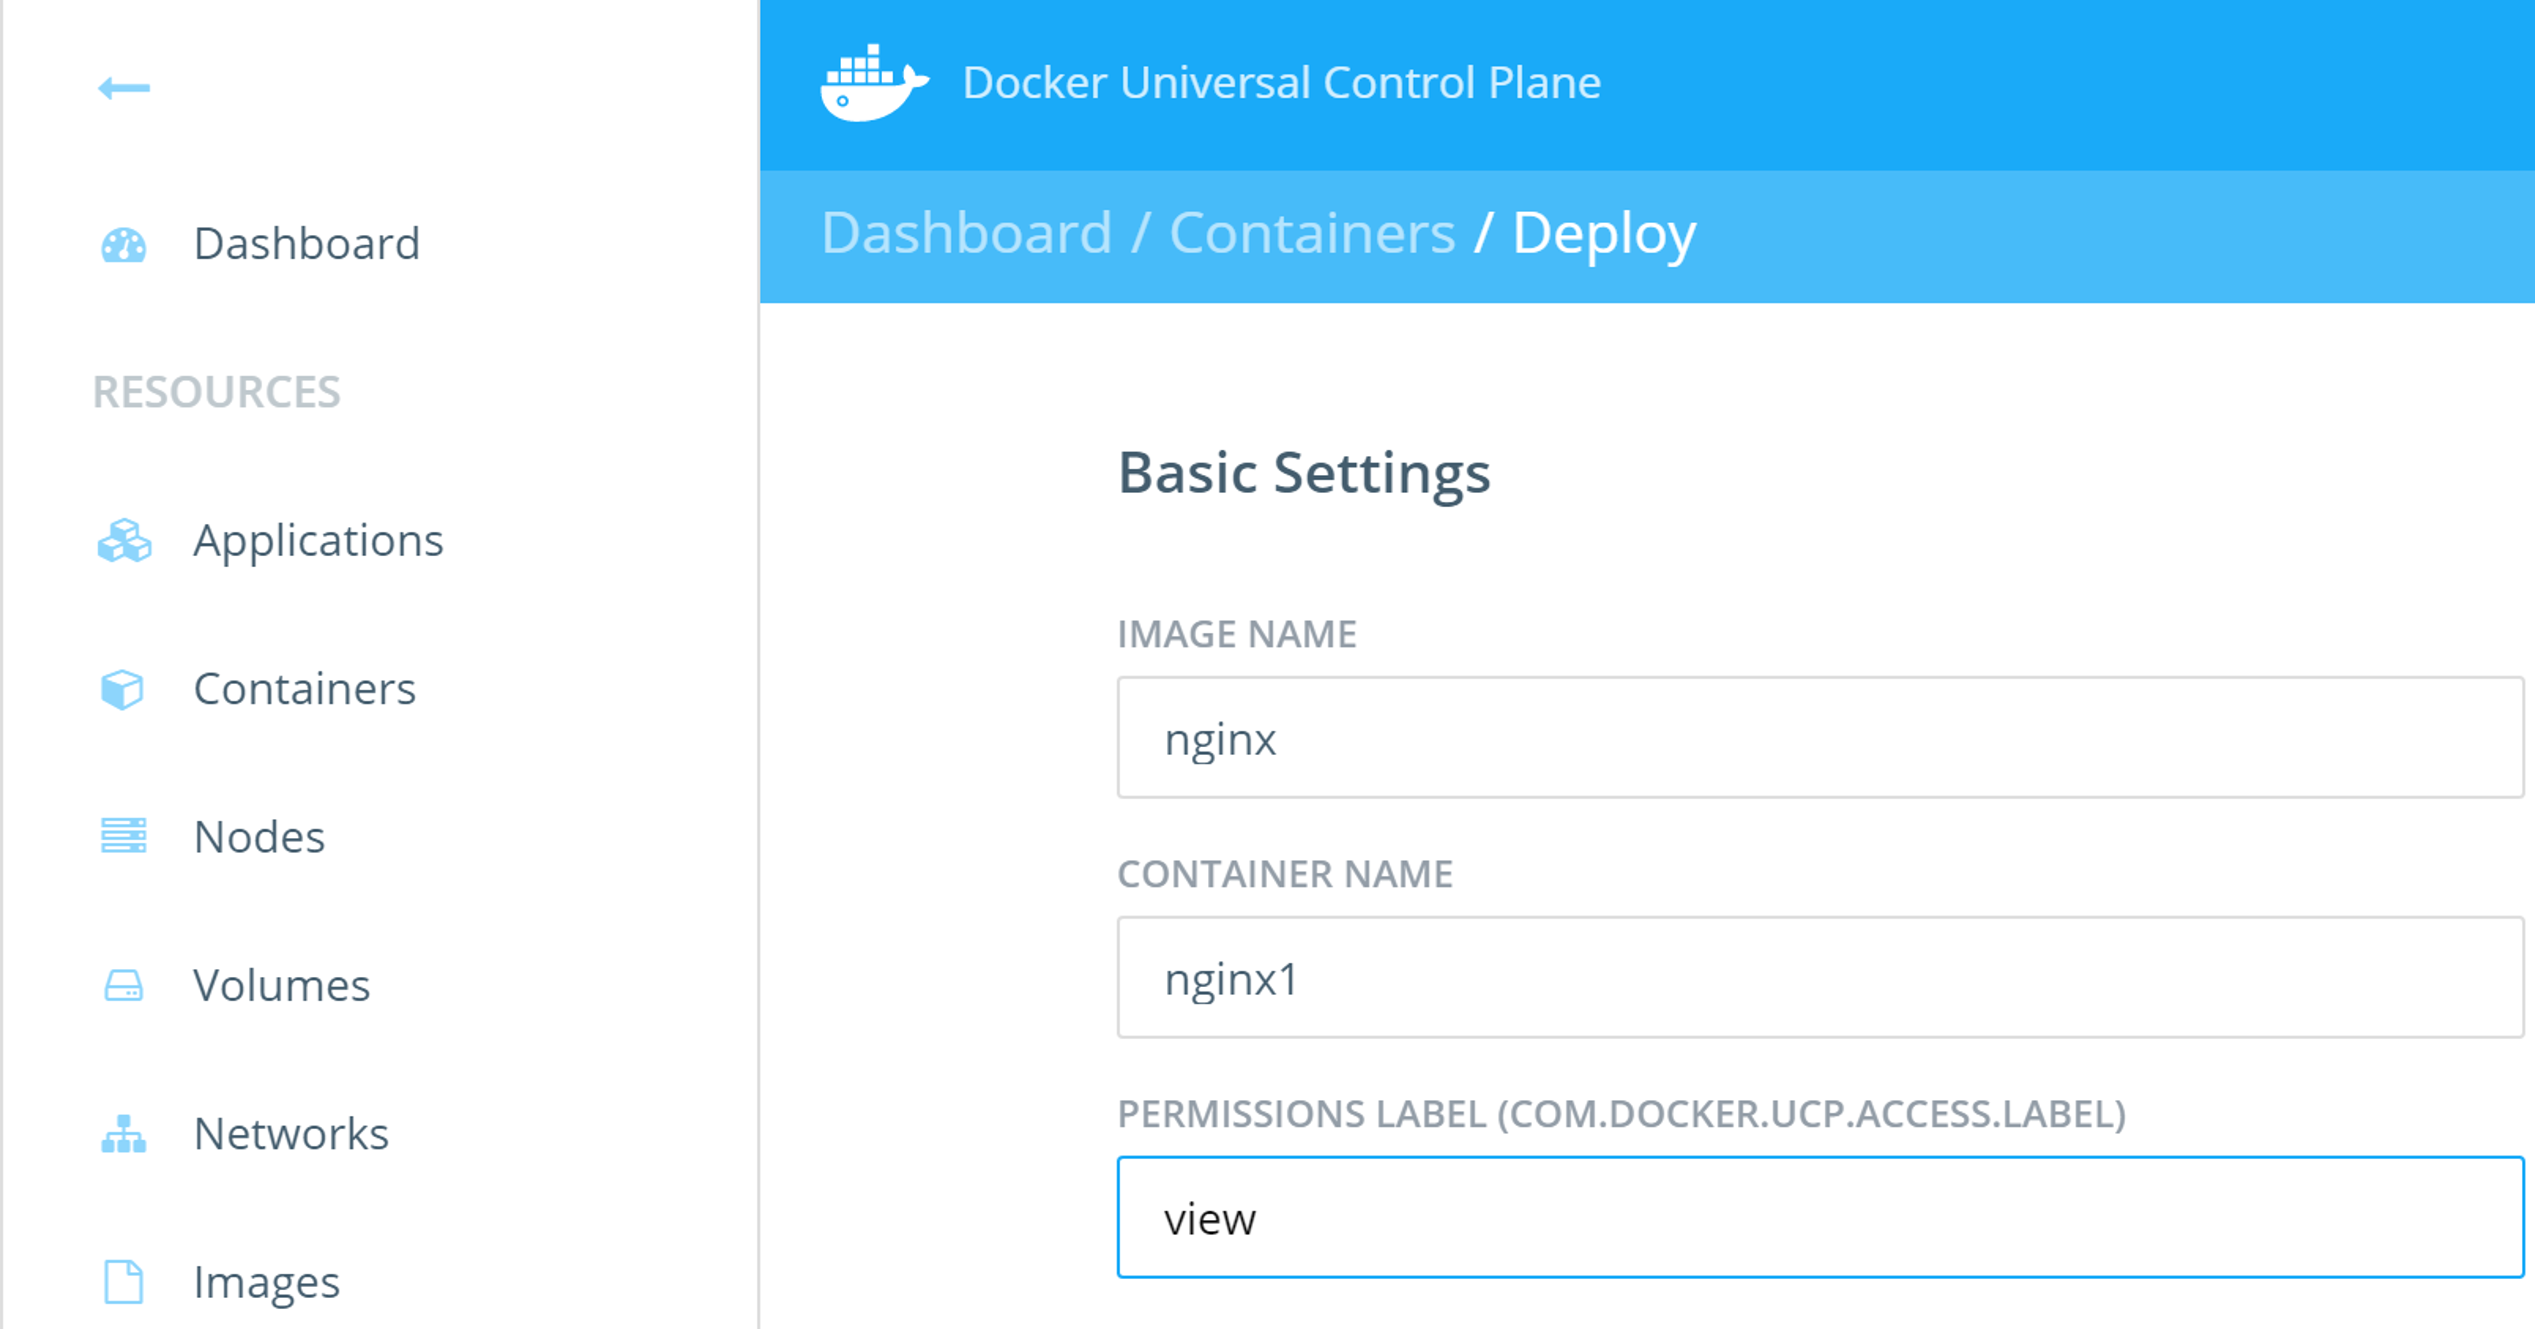 Dashboard
RESOURCES
Applications
Containers
Nodes
Volumes
Networks
Images
Docker Universal Control Plane
Dashboard / Containers / Deploy
Basic Settings
IMAGE NAME
nginx
CONTAINER NAME
nginx1
PERMISSIONS LABEL (COM.DOCKER.UCP.ACCESS.LABEL)
view